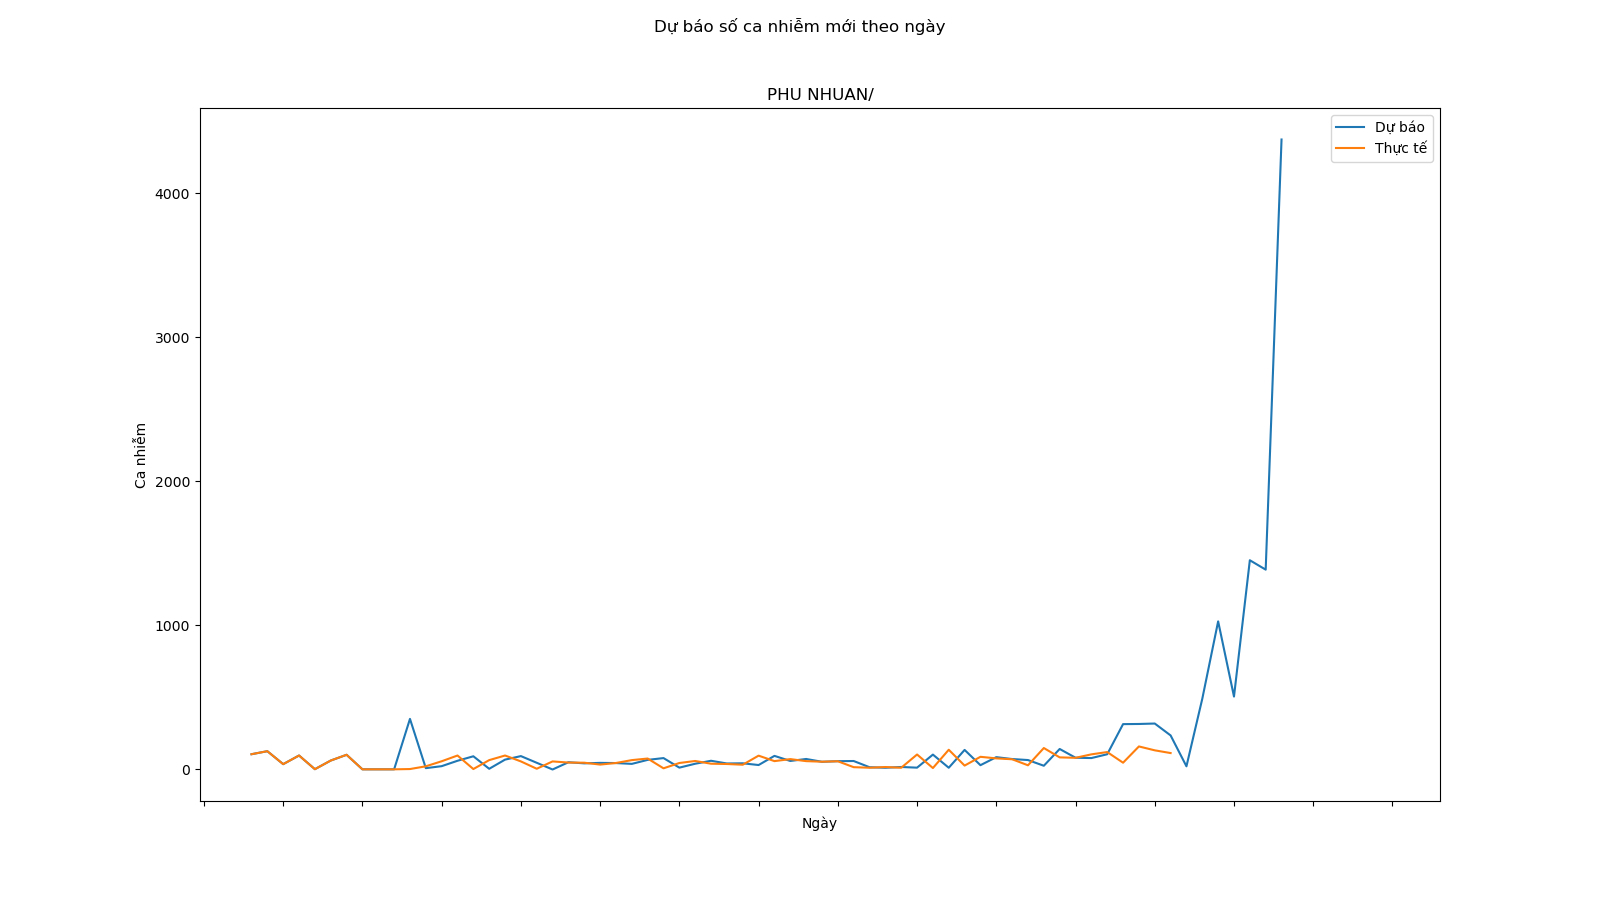 Dự báo số ca nhiễm mới theo ngày
PHU NHUAN/
Dự báo
Thực tế
4000
3000
2000
1000
0
Ca nhiễm
Ngày